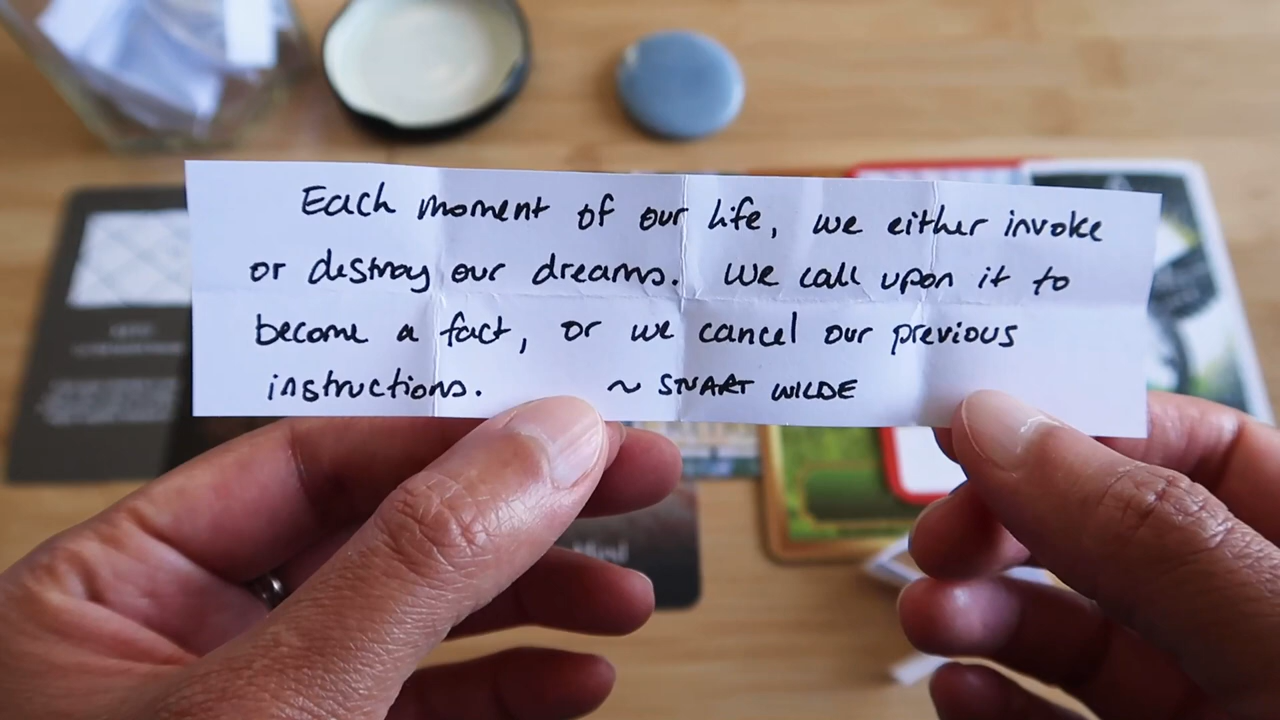 Each moment of our life, we either invoke
or destroy our dreams. We call upon it to
become a fact, or we cancel our previous
instructions. ~ STUART WILDE